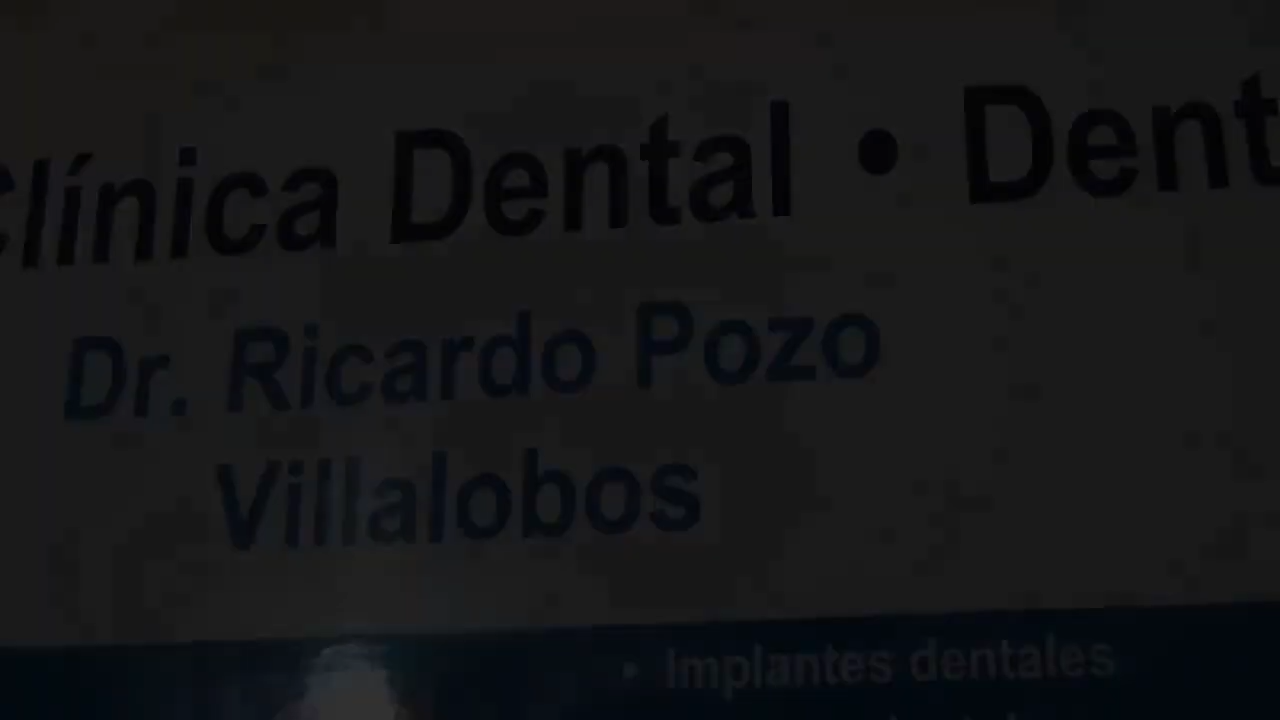 Clínica Dental • Dent
Dr. Ricardo Pozo
Villalobos
• Implantes dentales